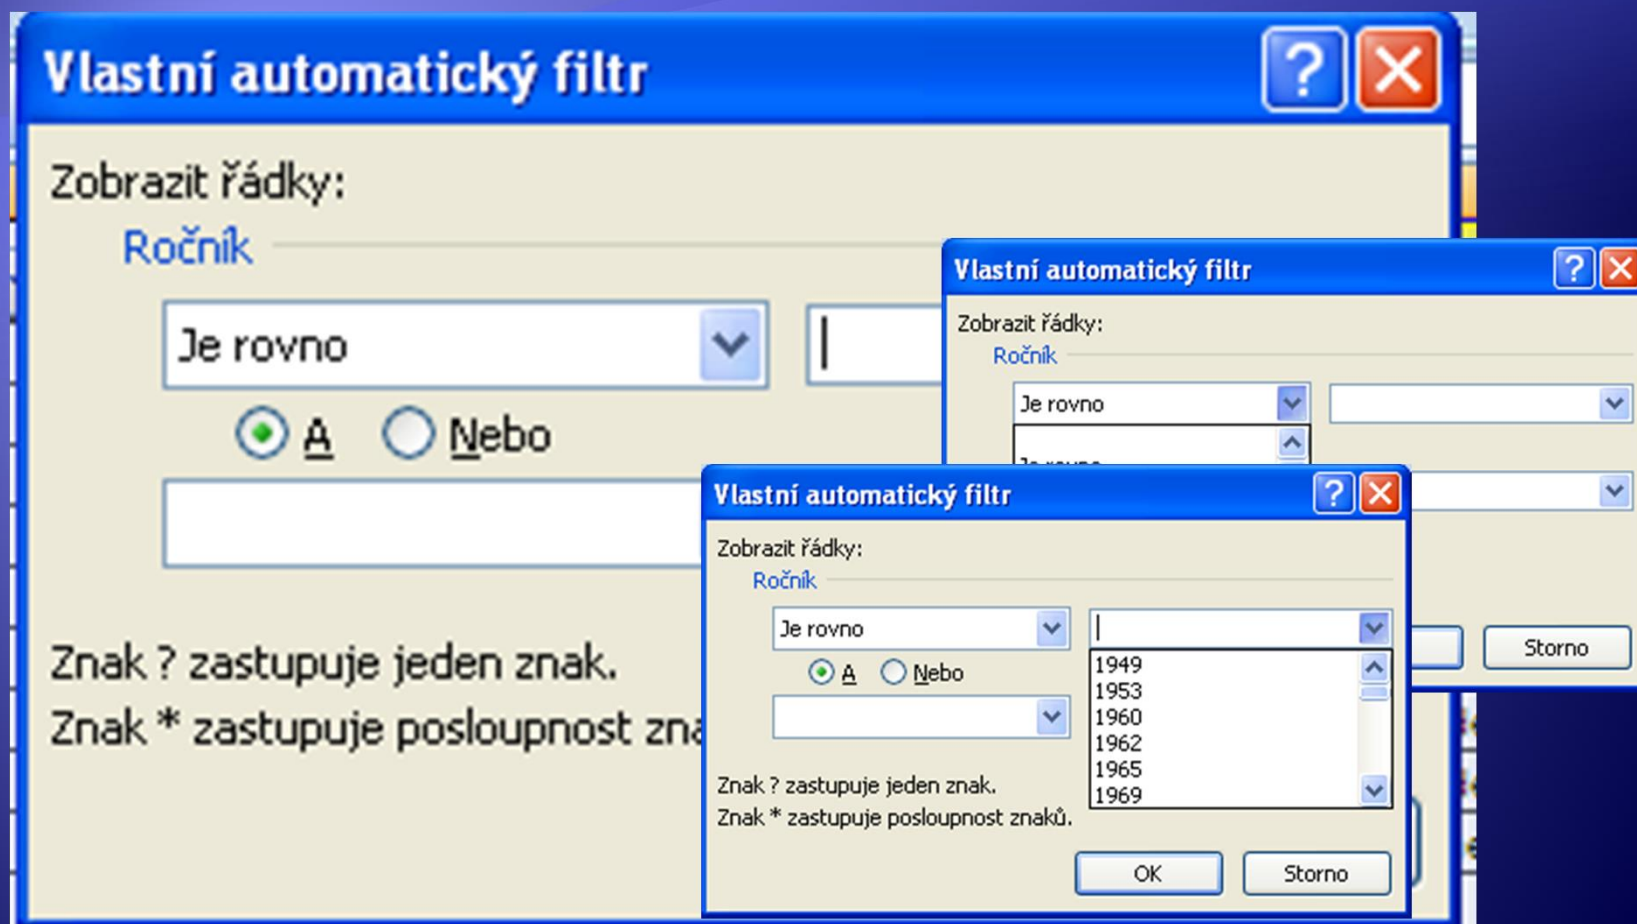 Vlastní automatický filtr
Zobrazit řádky:
Ročník
Je rovno
A Nebo
Znak ? zastupuje jeden znak.
Znak * zastupuje posloupnost
Vlastní automatický filtr
Zobrazit řádky:
Ročník
Je rovno
Storno
Vlastní automatický filtr
Zobrazit řádky:
Ročník
Je rovno
A Nebo
1949
1953
1960
1962
1965
1969
Znak ? zastupuje jeden znak.
Znak * zastupuje posloupnost znaků.
OK Storno